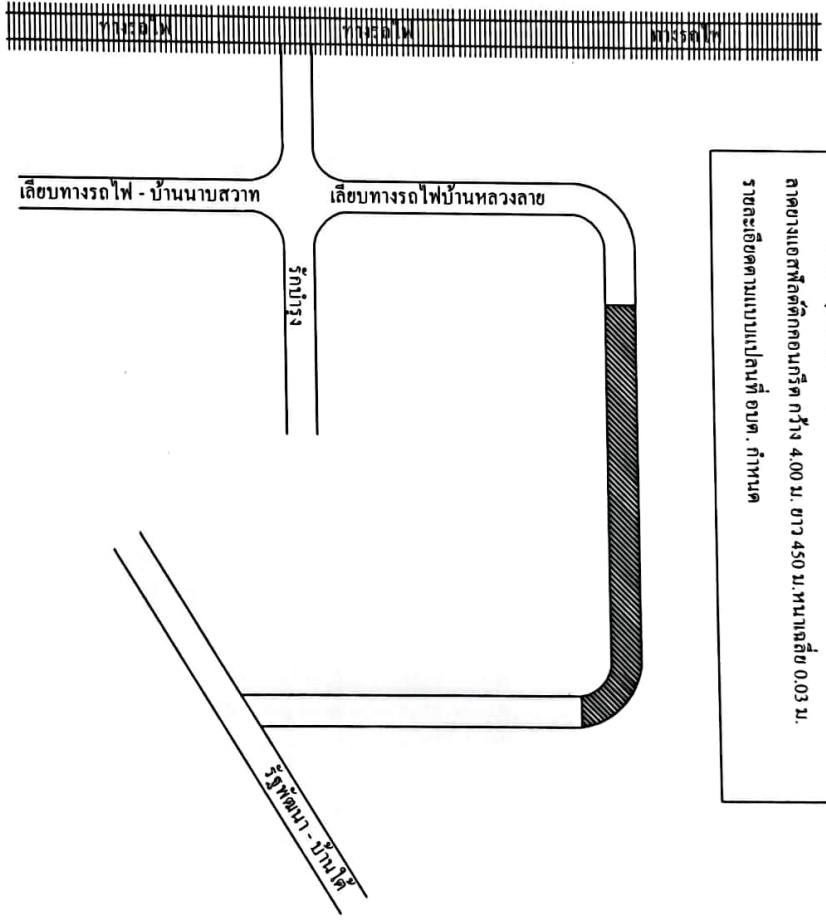 ทางรถไฟ ทางรถไฟ ทางรถไฟ
เลียบทางรถไฟ - บ้านนาบสวาท
เลียบทางรถไฟบ้านหลวงลาย
รักบำรุง
รัฐพัฒนา - บ้านใต้
ลาดยางแอสฟัลต์ติกคอนกรีต กว้าง 4.00 ม. ยาว 450 ม.หนาเฉลี่ย 0.03 ม.
รายละเอียดตามแบบแปลนที่ อบต. กำหนด